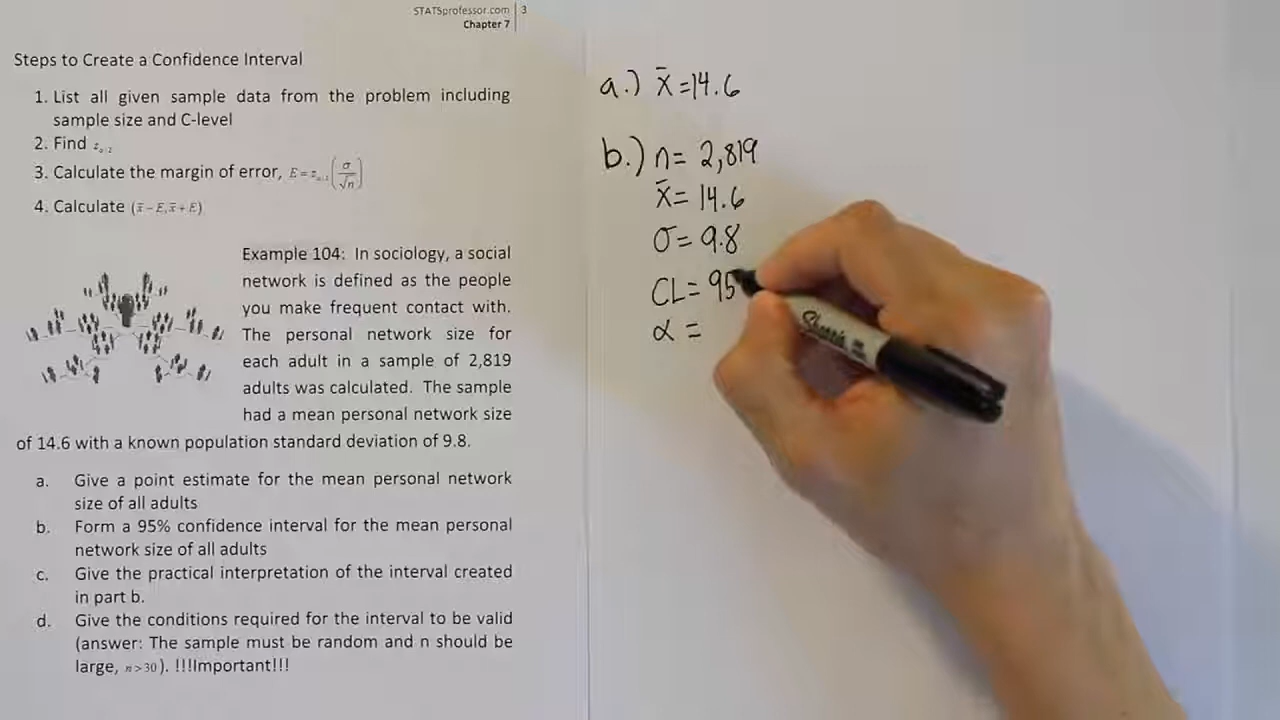 STATSprofessor.com | 3
Chapter 7
Steps to Create a Confidence Interval
1. List all given sample data from the problem including
sample size and C-level
2. Find z_{α/2}
3. Calculate the margin of error, E = z_{α/2}(σ/√n)
4. Calculate (x̄ − E, x̄ + E)
Example 104: In sociology, a social
network is defined as the people
you make frequent contact with.
The personal network size for
each adult in a sample of 2,819
adults was calculated. The sample
had a mean personal network size
of 14.6 with a known population standard deviation of 9.8.
a. Give a point estimate for the mean personal network
size of all adults
b. Form a 95% confidence interval for the mean personal
network size of all adults
c. Give the practical interpretation of the interval created
in part b.
d. Give the conditions required for the interval to be valid
(answer: The sample must be random and n should be
large, n > 30). !!!Important!!!
a.) x̄ = 14.6
b.) n = 2,819
x̄ = 14.6
σ = 9.8
CL = 95
α =
Sharpie